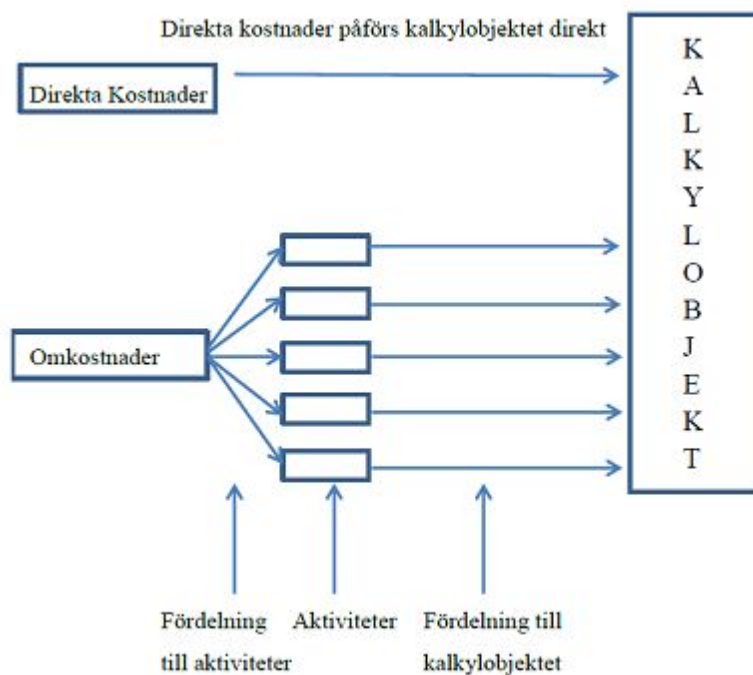 Direkta kostnader påförs kalkylobjektet direkt
Direkta Kostnader
Omkostnader
K
A
L
K
Y
L
O
B
J
E
K
T
Fördelning
till aktiviteter
Aktiviteter
Fördelning till
kalkylobjektet